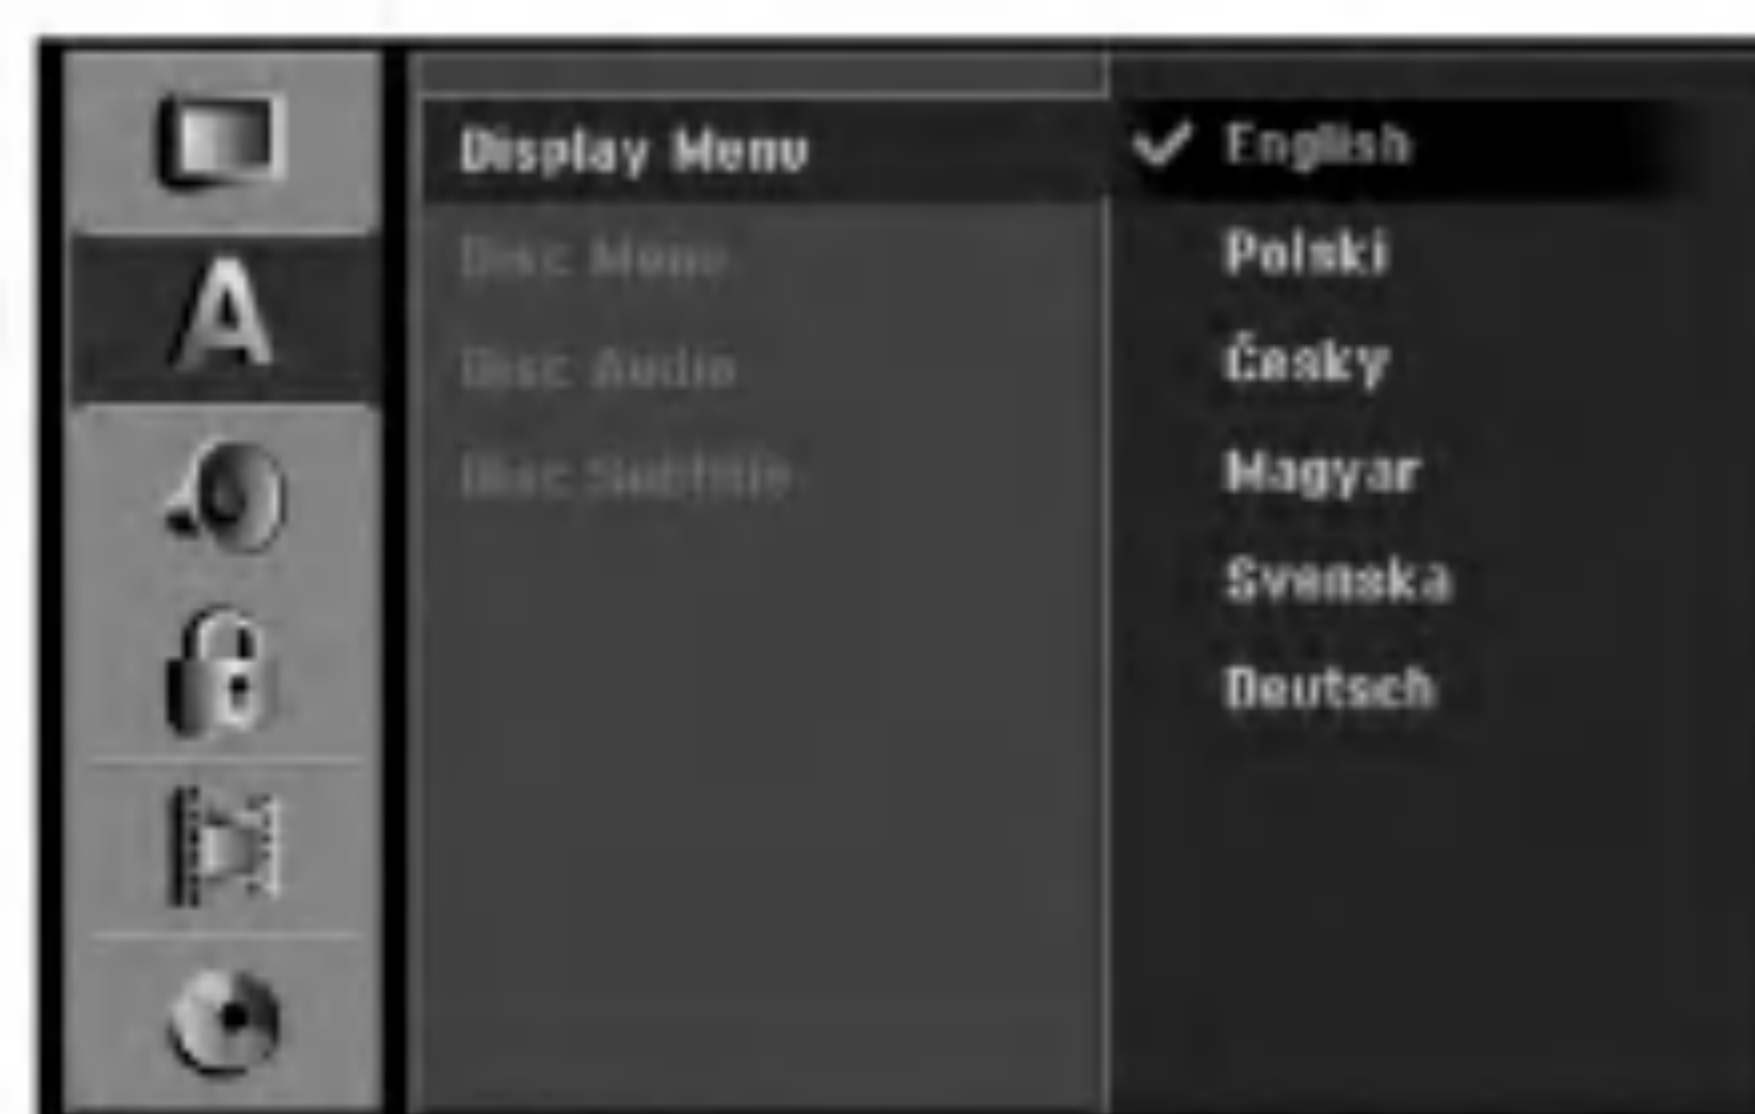 A
Display Menu
Disc Menu
Disc Audio
Disc Subtitle
English
Polski
Česky
Magyar
Svenska
Deutsch